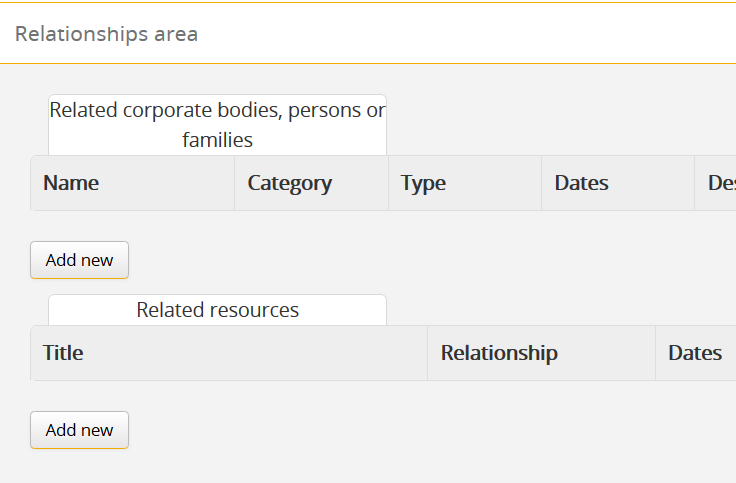 Relationships area
Related corporate bodies, persons or
families
Name Category Type Dates
Add new
Related resources
Title Relationship Dates
Add new